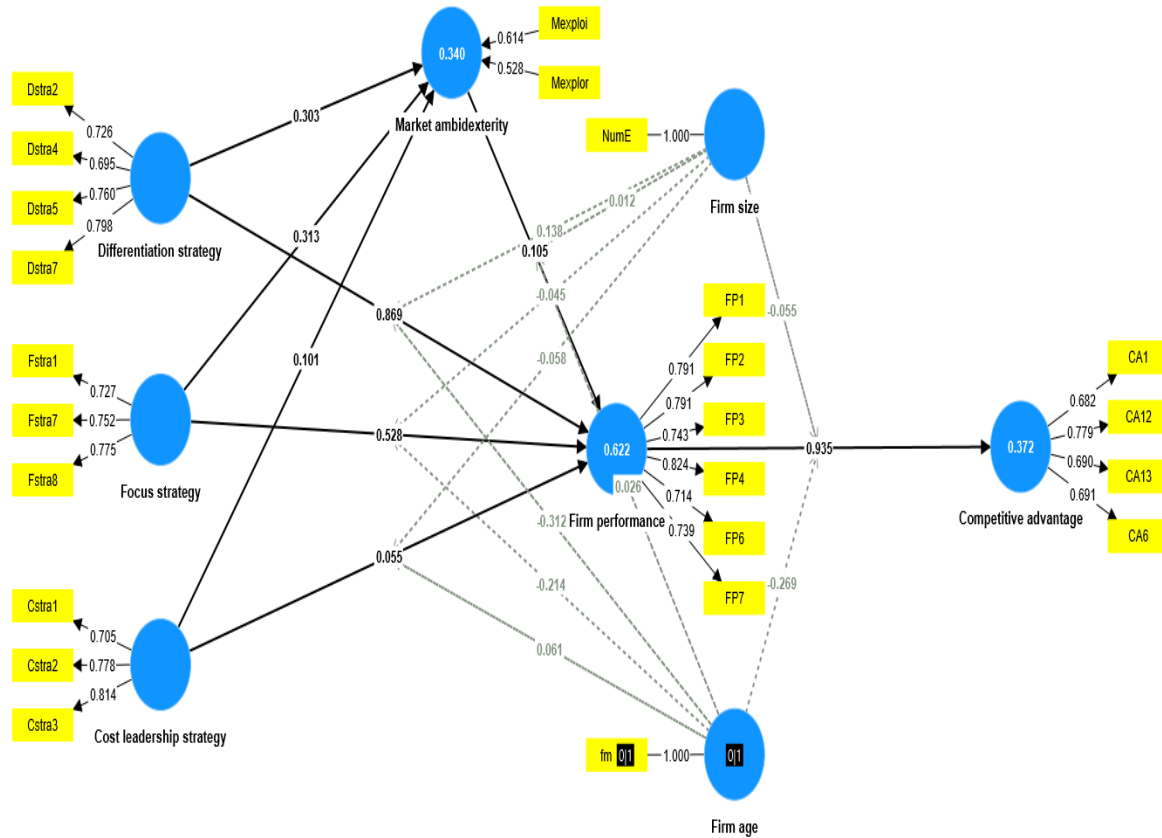 Mexploi
0.614
0.340
0.528
Mexplor
Market ambidexterity
Dstra2
0.726
Dstra4
0.695
Dstra5
0.760
0.798
Dstra7
Differentiation strategy
0.303
NumE
1.000
Firm size
0.012
0.138
0.105
0.313
-0.045
-0.055
0.869
-0.058
0.101
Fstra1
0.727
Fstra7
0.752
0.775
Fstra8
Focus strategy
0.528
FP1
0.791
FP2
0.791
FP3
0.743
0.824
FP4
0.714
FP6
0.739
FP7
0.622
0.026
Firm performance
0.935
0.372
Competitive advantage
CA1
0.682
CA12
0.779
CA13
0.690
0.691
CA6
-0.312
0.055
-0.214
-0.269
0.061
Cstra1
0.705
Cstra2
0.778
0.814
Cstra3
Cost leadership strategy
fm 0|1
1.000
0|1
Firm age